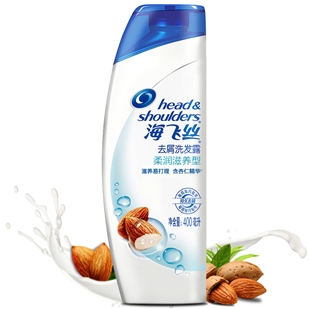 head&
shoulders
海飞丝
去屑洗发露
柔润滋养型
滋养易打理 含杏仁精华
净含量:400毫升